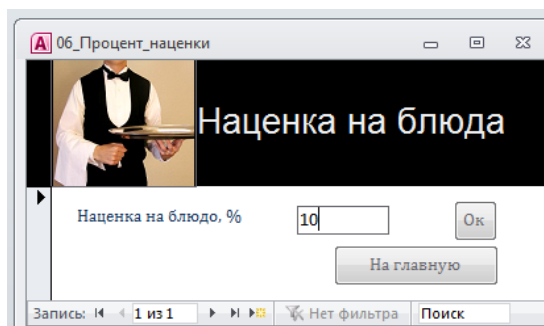 06_Процент_наценки
Наценка на блюда
Наценка на блюдо, % 10 Ок
На главную
Запись: 1 из 1 Нет фильтра Поиск